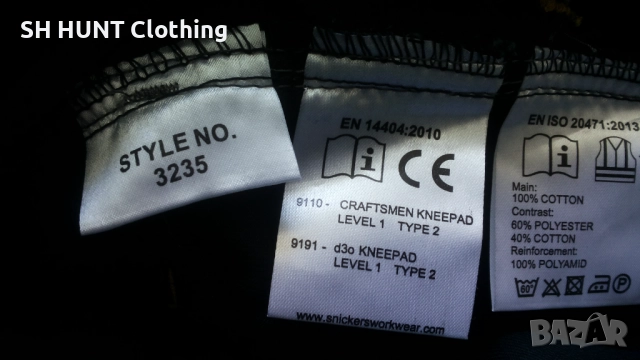 SH HUNT Clothing
STYLE NO.
3235
EN 14404:2010
i
CE
9110 - CRAFTSMEN KNEEPAD
LEVEL 1 TYPE 2
9191 - d3o KNEEPAD
LEVEL 1 TYPE 2
www.snickersworkwear.com
EN ISO 20471:2013
i
Main:
100% COTTON
Contrast:
60% POLYESTER
40% COTTON
Reinforcement:
100% POLYAMID
60°
BAZAR